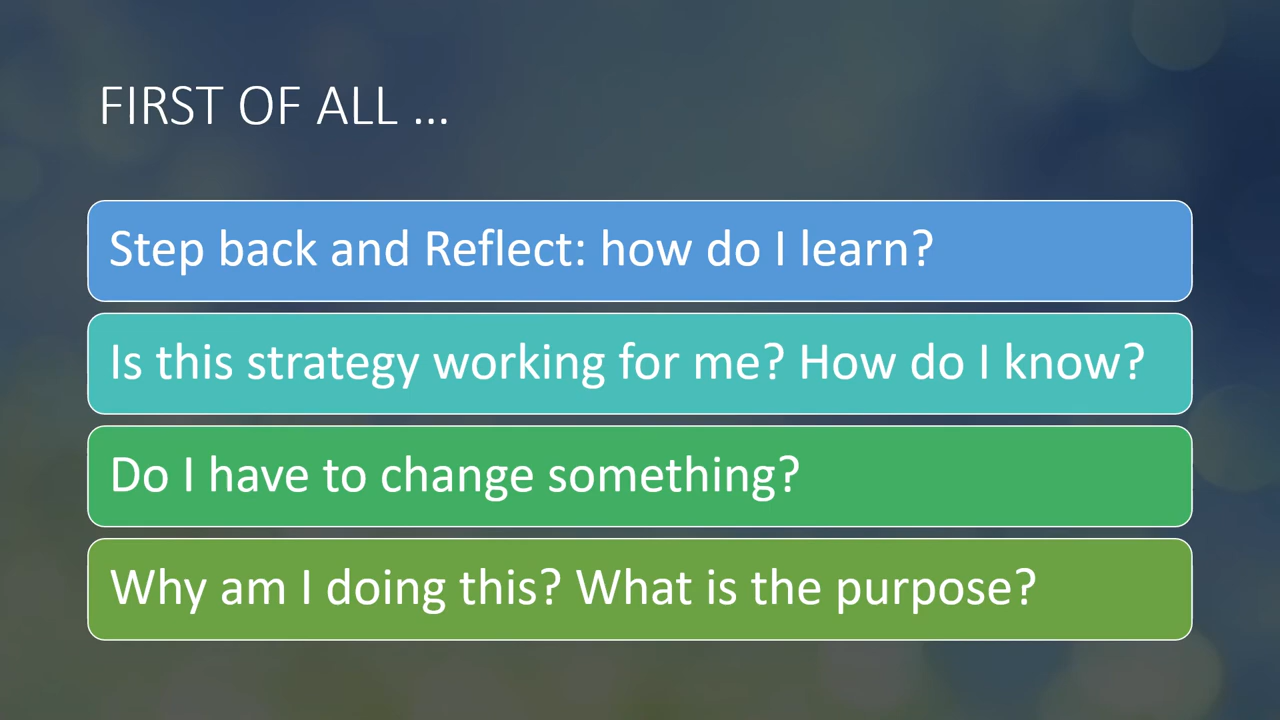 FIRST OF ALL ...
Step back and Reflect: how do I learn?
Is this strategy working for me? How do I know?
Do I have to change something?
Why am I doing this? What is the purpose?